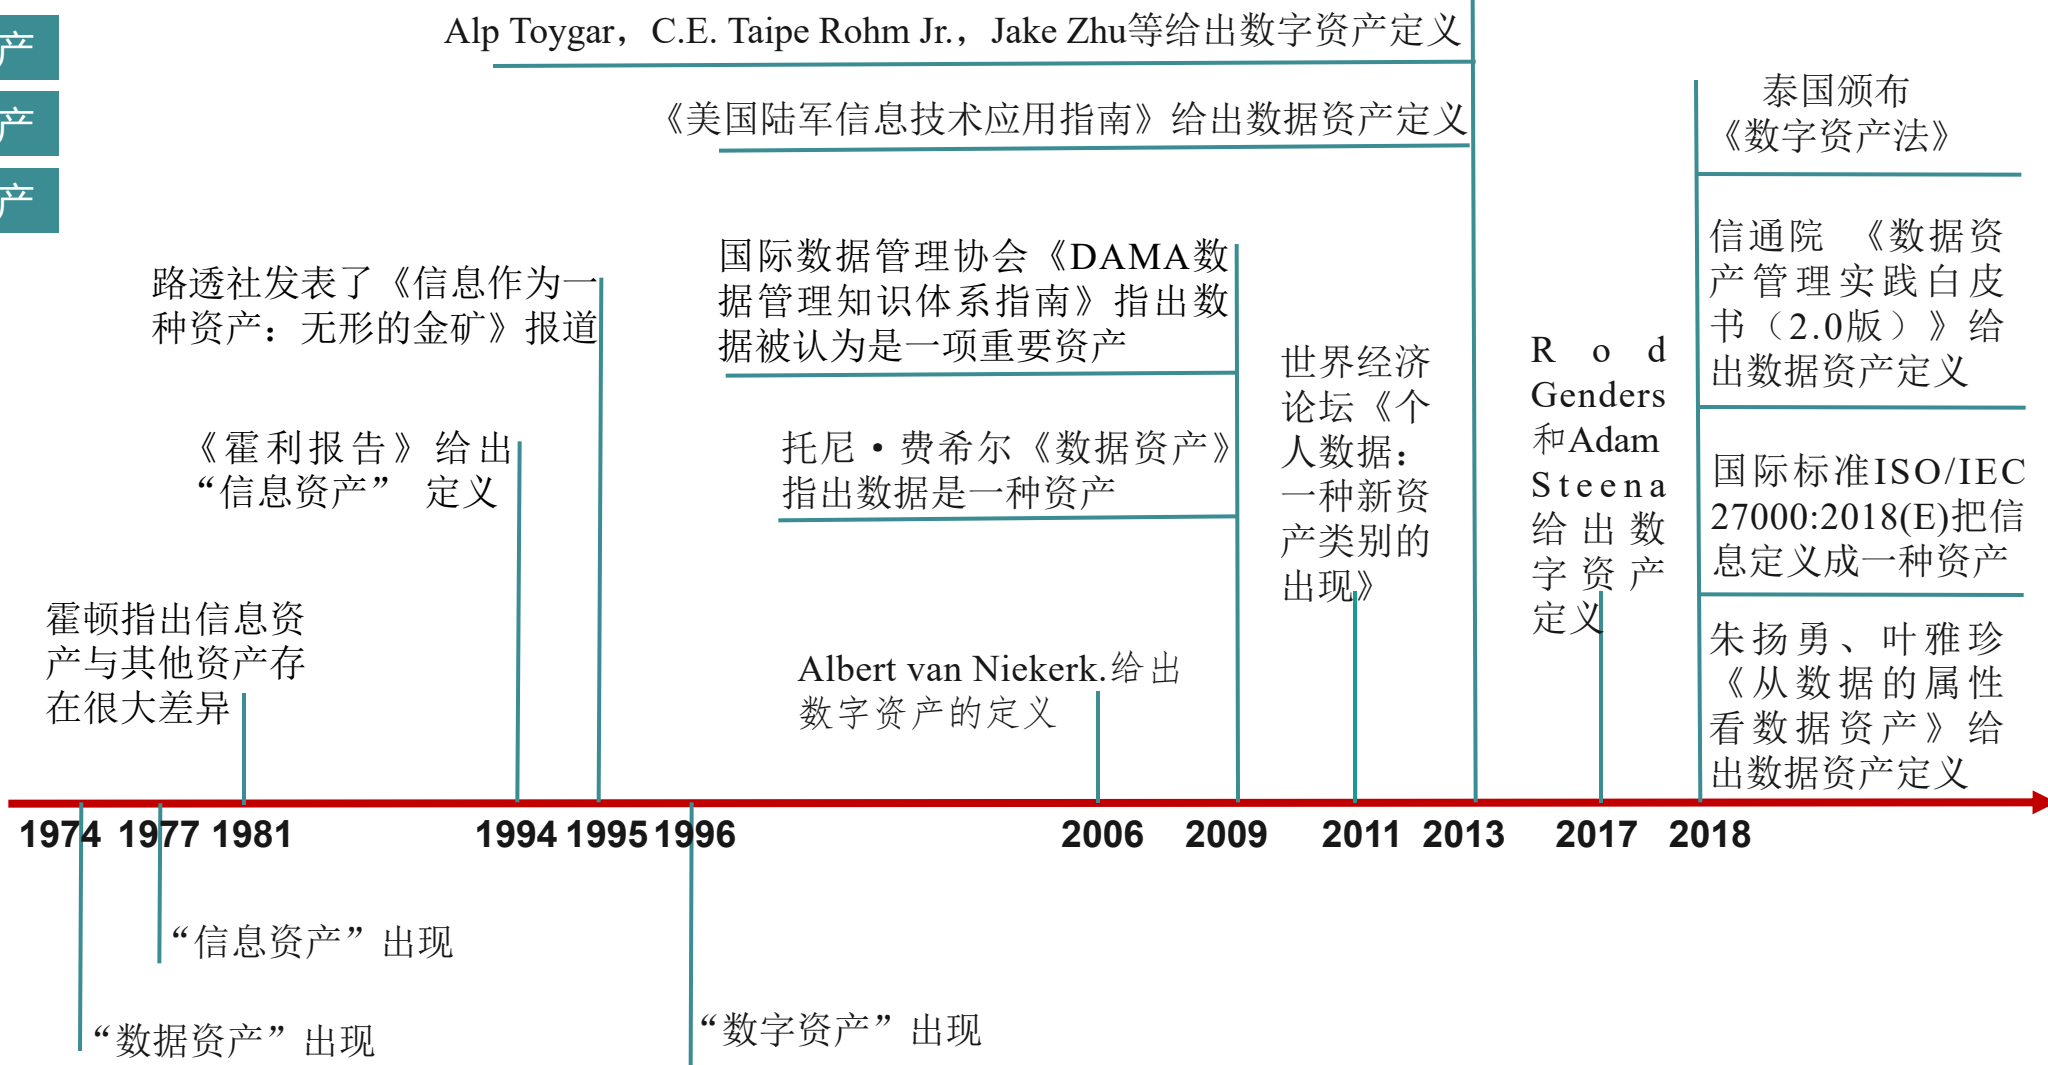 产
产
产
Alp Toygar，C.E. Taipe Rohm Jr.，Jake Zhu等给出数字资产定义
《美国陆军信息技术应用指南》给出数据资产定义
泰国颁布
《数字资产法》
路透社发表了《信息作为一
种资产：无形的金矿》报道
国际数据管理协会《DAMA数
据管理知识体系指南》指出数
据被认为是一项重要资产
信通院 《数据资
产管理实践白皮
书（2.0版）》给
出数据资产定义
世界经济
论坛《个
人数据：
一种新资
产类别的
出现》
Rod
Genders
和Adam
Steena
给出数
字资产
定义
《霍利报告》给出
“信息资产” 定义
托尼·费希尔《数据资产》
指出数据是一种资产
国际标准ISO/IEC
27000:2018(E)把信
息定义成一种资产
霍顿指出信息资
产与其他资产存
在很大差异
Albert van Niekerk.给出
数字资产的定义
朱扬勇、叶雅珍
《从数据的属性
看数据资产》给
出数据资产定义
1974 1977 1981 1994 1995 1996 2006 2009 2011 2013 2017 2018
“信息资产”出现
“数据资产”出现
“数字资产”出现